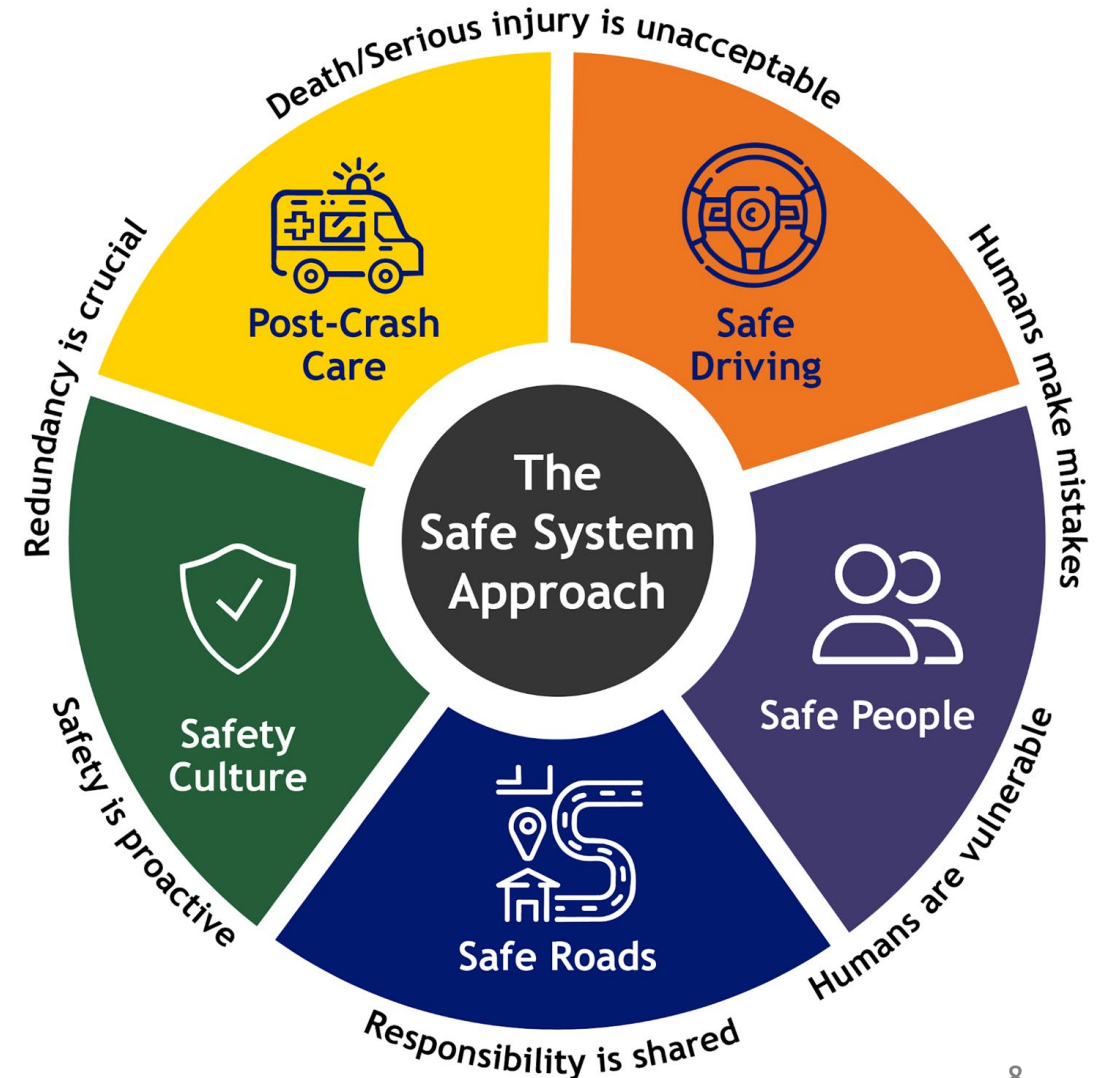 Death/Serious injury is unacceptable
Humans make mistakes
Humans are vulnerable
Responsibility is shared
Safety is proactive
Redundancy is crucial
Post-Crash
Care
Safe
Driving
The
Safe System
Approach
Safety
Culture
Safe People
Safe Roads
C
8